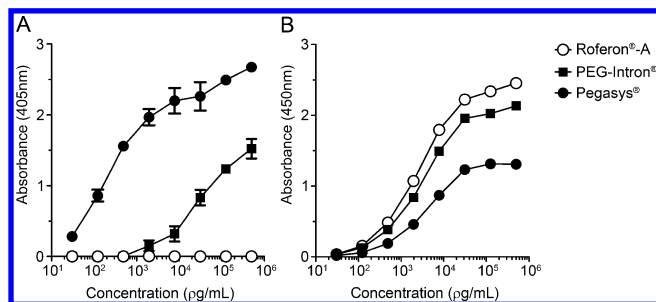 A
B
Absorbance (405nm)
3
2
1
0
10¹ 10² 10³ 10⁴ 10⁵ 10⁶
Concentration (ρg/mL)
Absorbance (450nm)
3
2
1
0
10¹ 10² 10³ 10⁴ 10⁵ 10⁶
Concentration (ρg/mL)
Roferon®-A
PEG-Intron®
Pegasys®